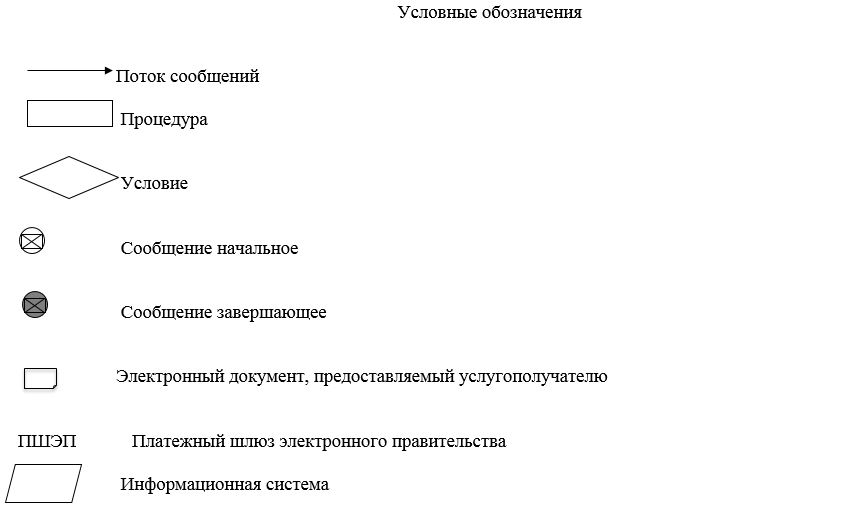 Условные обозначения
Поток сообщений
Процедура
Условие
Сообщение начальное
Сообщение завершающее
Электронный документ, предоставляемый услугополучателю
ПШЭП Платежный шлюз электронного правительства
Информационная система